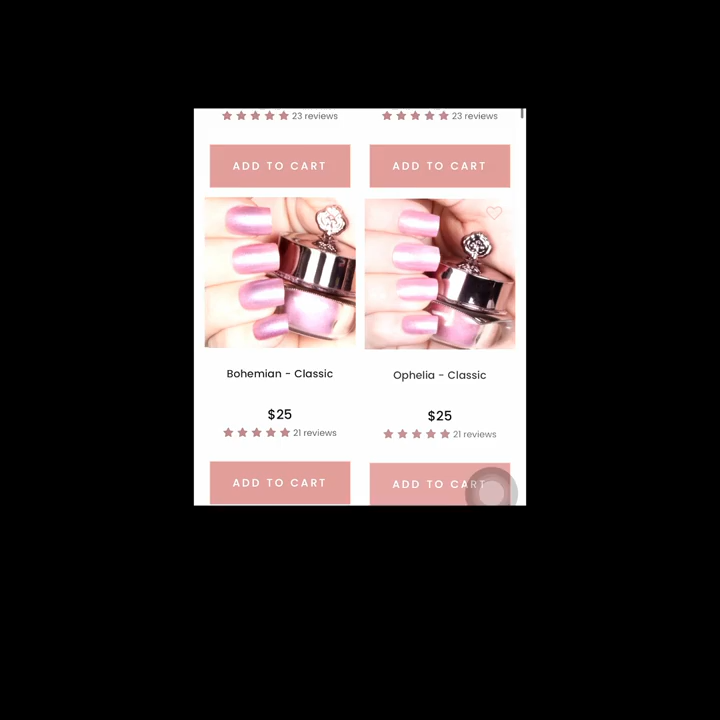 23 reviews
23 reviews
ADD TO CART
ADD TO CART
Bohemian - Classic
Ophelia - Classic
$25
$25
21 reviews
21 reviews
ADD TO CART
ADD TO CART